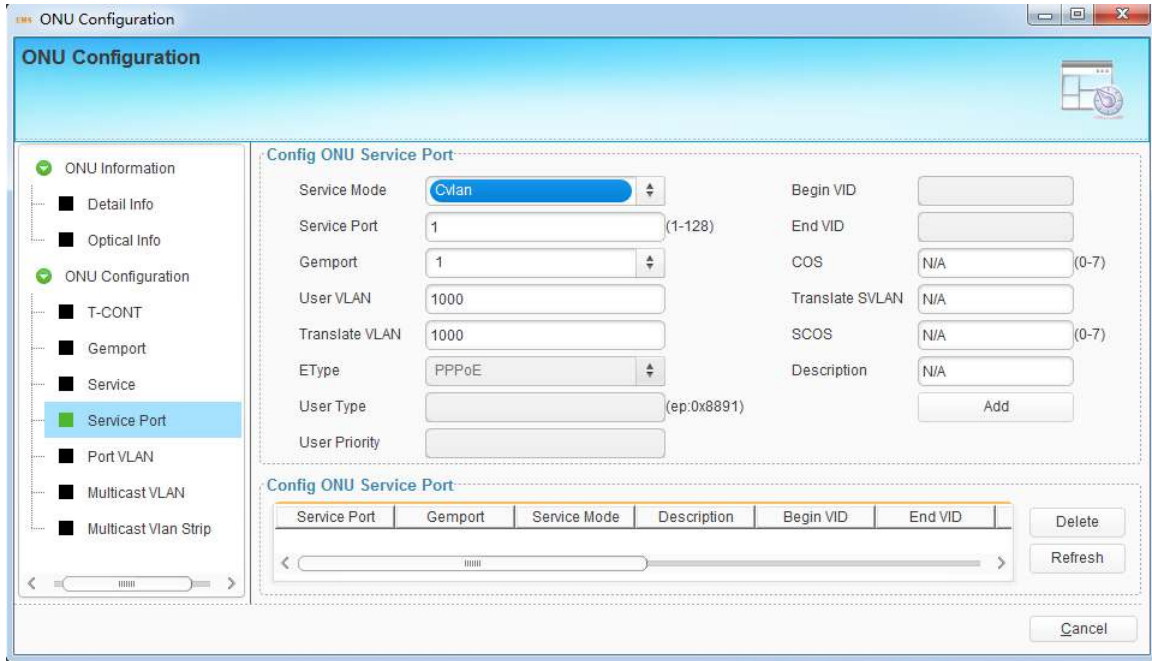 EMS ONU Configuration
ONU Configuration
ONU Information
Detail Info
Optical Info
ONU Configuration
T-CONT
Gemport
Service
Service Port
Port VLAN
Multicast VLAN
Multicast Vlan Strip
Config ONU Service Port
Service Mode Cvlan Begin VID
Service Port 1 (1-128) End VID
Gemport 1 COS N/A (0-7)
User VLAN 1000 Translate SVLAN N/A
Translate VLAN 1000 SCOS N/A (0-7)
EType PPPoE Description N/A
User Type (ep:0x8891) Add
User Priority
Config ONU Service Port
Service Port Gemport Service Mode Description Begin VID End VID
Delete
Refresh
Cancel